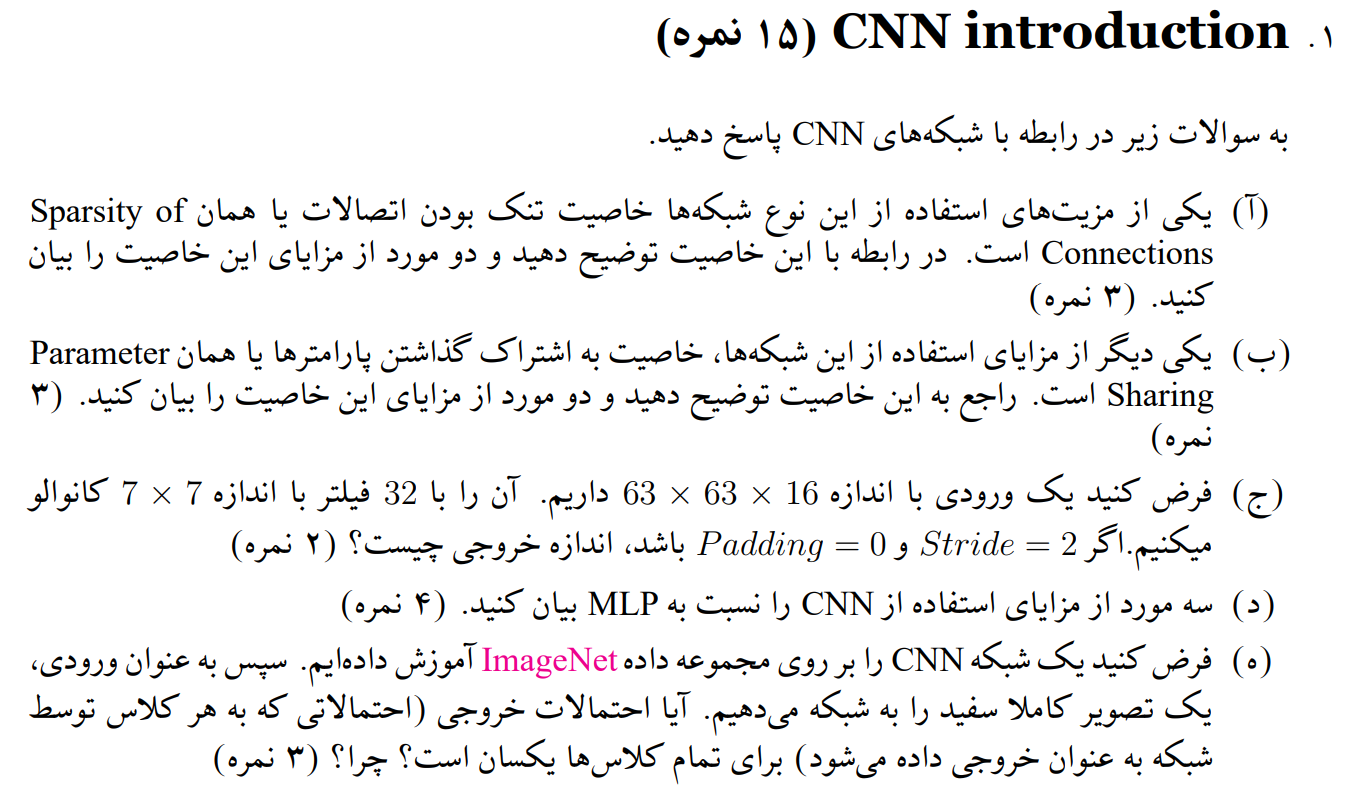 ۱. CNN introduction (۱۵ نمره)
به سوالات زیر در رابطه با شبکه‌های CNN پاسخ دهید.
(آ) یکی از مزیت‌های استفاده از این نوع شبکه‌ها خاصیت تنک بودن اتصالات یا همان Sparsity of
Connections است. در رابطه با این خاصیت توضیح دهید و دو مورد از مزایای این خاصیت را بیان
کنید. (۳ نمره)
(ب) یکی دیگر از مزایای استفاده از این شبکه‌ها، خاصیت به اشتراک گذاشتن پارامترها یا همان Parameter
Sharing است. راجع به این خاصیت توضیح دهید و دو مورد از مزایای این خاصیت را بیان کنید. (۳
نمره)
(ج) فرض کنید یک ورودی با اندازه 63 × 63 × 16 داریم. آن را با 32 فیلتر با اندازه 7 × 7 کانوالو
میکنیم.اگر Stride = 2 و Padding = 0 باشد، اندازه خروجی چیست؟ (۲ نمره)
(د) سه مورد از مزایای استفاده از CNN را نسبت به MLP بیان کنید. (۴ نمره)
(ه) فرض کنید یک شبکه CNN را بر روی مجموعه داده ImageNet آموزش داده‌ایم. سپس به عنوان ورودی،
یک تصویر کاملا سفید را به شبکه می‌دهیم. آیا احتمالات خروجی (احتمالاتی که به هر کلاس توسط
شبکه به عنوان خروجی داده می‌شود) برای تمام کلاس‌ها یکسان است؟ چرا؟ (۳ نمره)